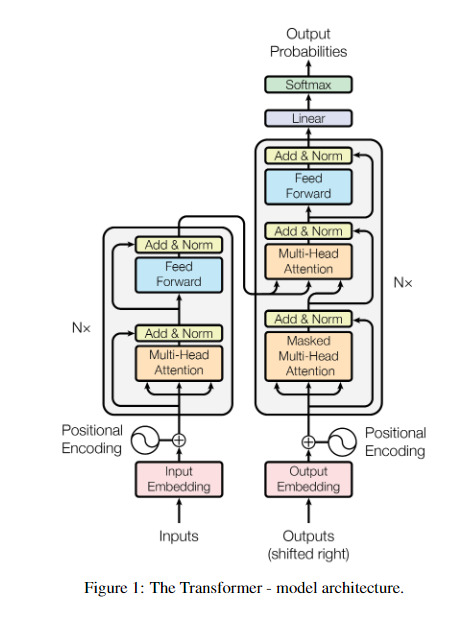 Output
Probabilities
Softmax
Linear
Add & Norm
Feed
Forward
Add & Norm
Multi-Head
Attention
Add & Norm
Masked
Multi-Head
Attention
Nx
Add & Norm
Feed
Forward
Add & Norm
Multi-Head
Attention
Nx
Positional
Encoding
Positional
Encoding
Input
Embedding
Output
Embedding
Inputs
Outputs
(shifted right)
Figure 1: The Transformer - model architecture.